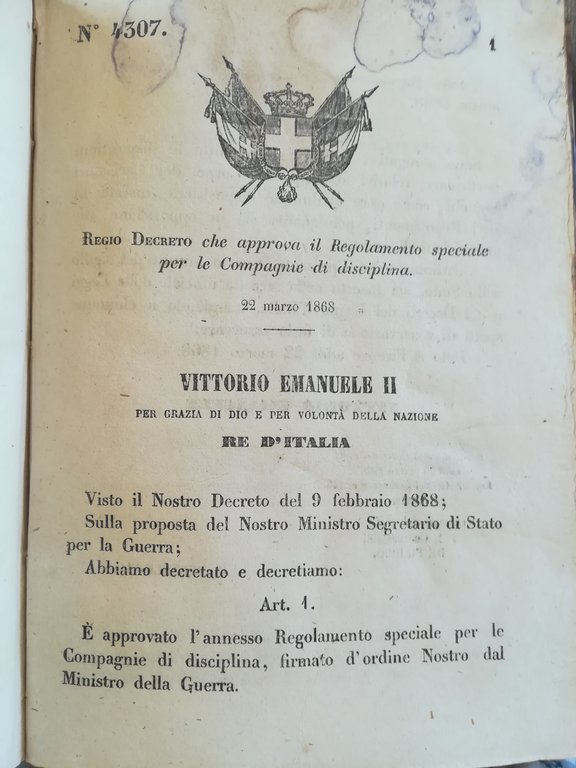 N° 4307.
1
REGIO DECRETO che approva il Regolamento speciale
per le Compagnie di disciplina.
22 marzo 1868
VITTORIO EMANUELE II
PER GRAZIA DI DIO E PER VOLONTÀ DELLA NAZIONE
RE D'ITALIA
Visto il Nostro Decreto del 9 febbraio 1868;
Sulla proposta del Nostro Ministro Segretario di Stato
per la Guerra;
Abbiamo decretato e decretiamo:
Art. 1.
È approvato l'annesso Regolamento speciale per le
Compagnie di disciplina, firmato d'ordine Nostro dal
Ministro della Guerra.